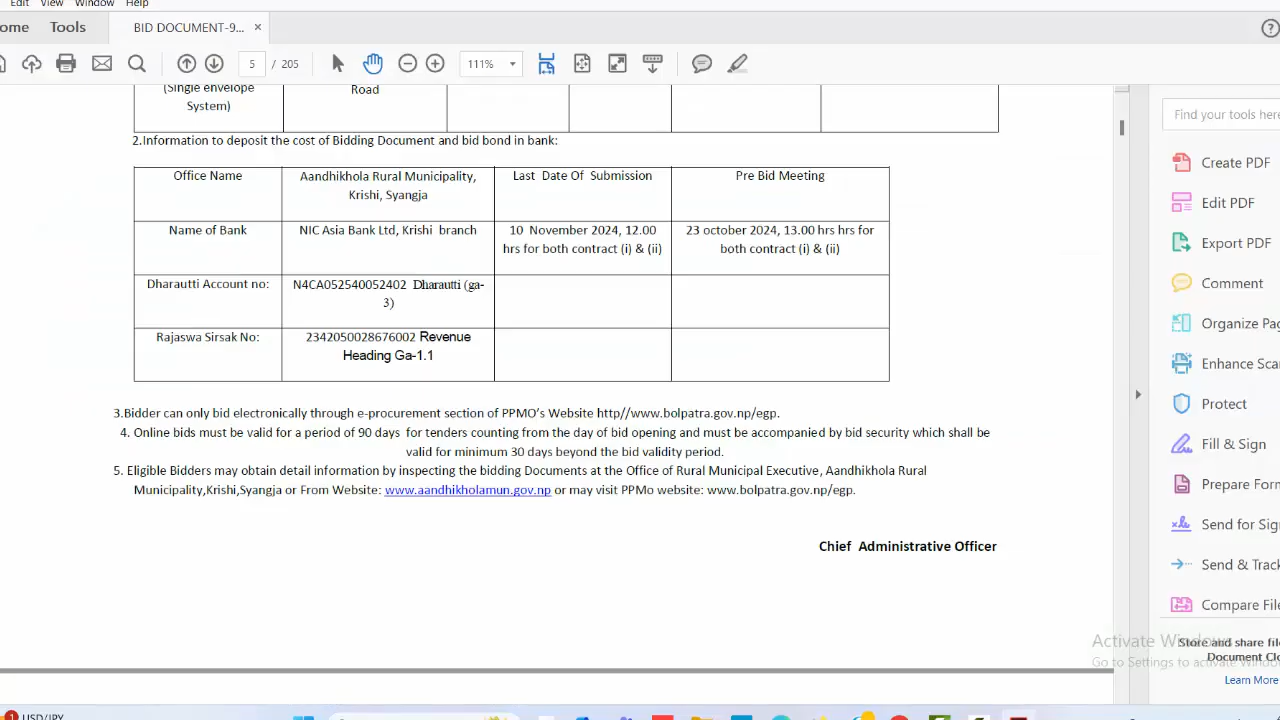 Edit View Window Help
ome Tools BID DOCUMENT-9... ×
5 / 205 111%
(Single envelope
System)
Road
2.Information to deposit the cost of Bidding Document and bid bond in bank:
Office Name
Aandhikhola Rural Municipality,
Krishi, Syangja
Last Date Of Submission
Pre Bid Meeting
Name of Bank
NIC Asia Bank Ltd, Krishi branch
10 November 2024, 12.00
hrs for both contract (i) & (ii)
23 october 2024, 13.00 hrs hrs for
both contract (i) & (ii)
Dharautti Account no:
N4CA052540052402 Dharautti (ga-
3)
Rajaswa Sirsak No:
2342050028676002 Revenue
Heading Ga-1.1
3.Bidder can only bid electronically through e-procurement section of PPMO’s Website http//www.bolpatra.gov.np/egp.
4. Online bids must be valid for a period of 90 days for tenders counting from the day of bid opening and must be accompanied by bid security which shall be
valid for minimum 30 days beyond the bid validity period.
5. Eligible Bidders may obtain detail information by inspecting the bidding Documents at the Office of Rural Municipal Executive, Aandhikhola Rural
Municipality,Krishi,Syangja or From Website: www.aandhikholamun.gov.np or may visit PPMo website: www.bolpatra.gov.np/egp.
Chief Administrative Officer
Find your tools here
Create PDF
Edit PDF
Export PDF
Comment
Organize Pag
Enhance Scan
Protect
Fill & Sign
Prepare Form
Send for Sig
Send & Track
Compare File
Activate Windows
Go to Settings to activate Windows
Store and share file
Document Clo
Learn More
1 USD/JPY